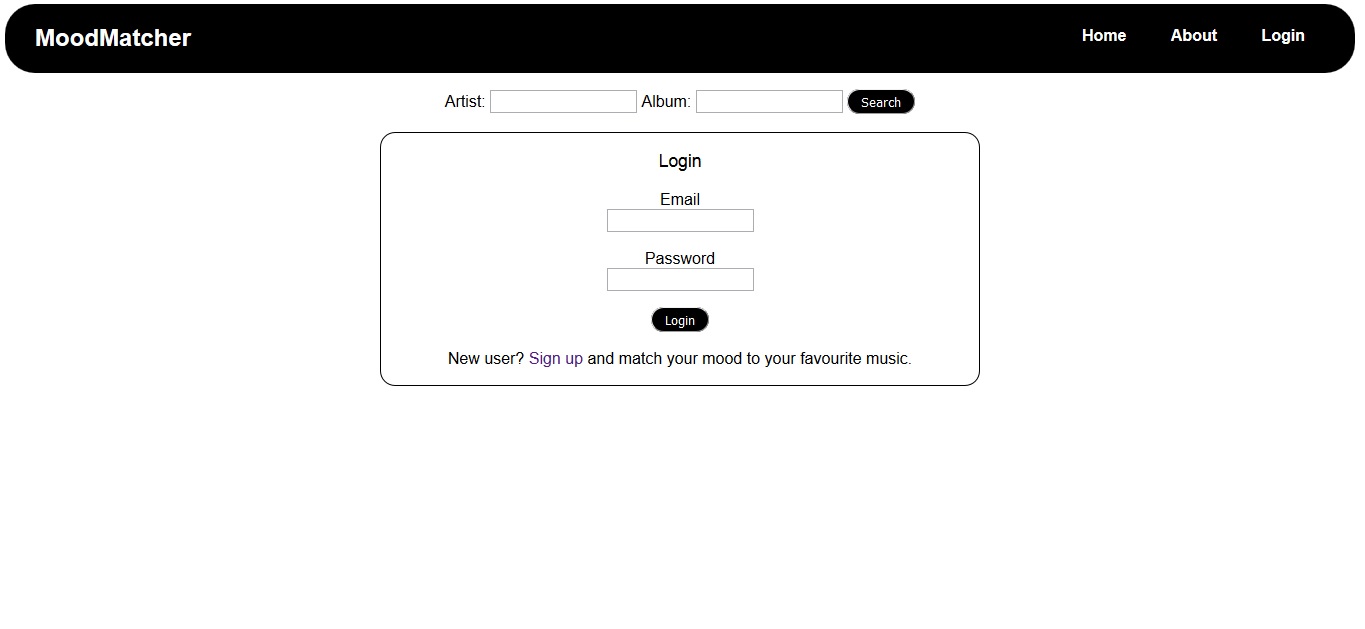 MoodMatcher Home About Login
Artist: Album: Search
Login
Email
Password
Login
New user? Sign up and match your mood to your favourite music.